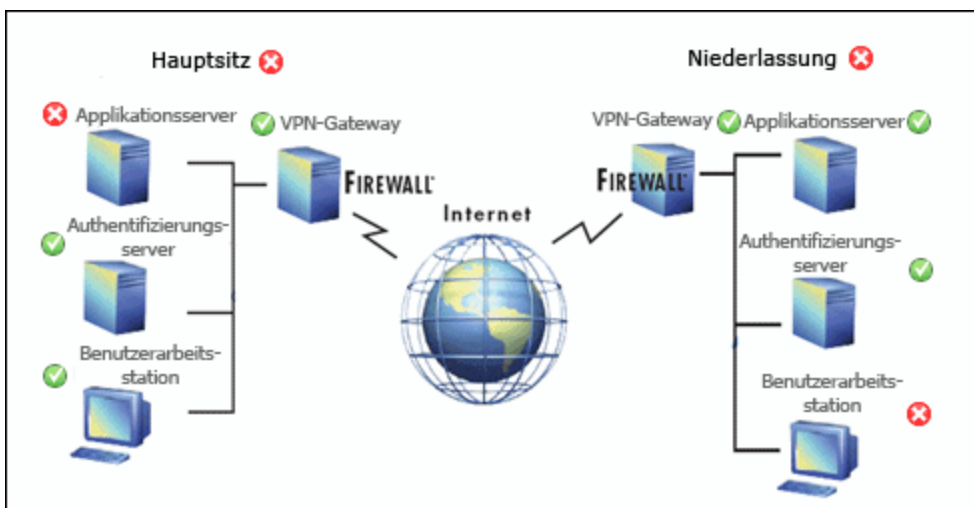 Hauptsitz
Niederlassung
Applikationsserver
VPN-Gateway
VPN-Gateway
Applikationsserver
FIREWALL
FIREWALL
Internet
Authentifizierungs-
server
Authentifizierungs-
server
Benutzerarbeits-
station
Benutzerarbeits-
station